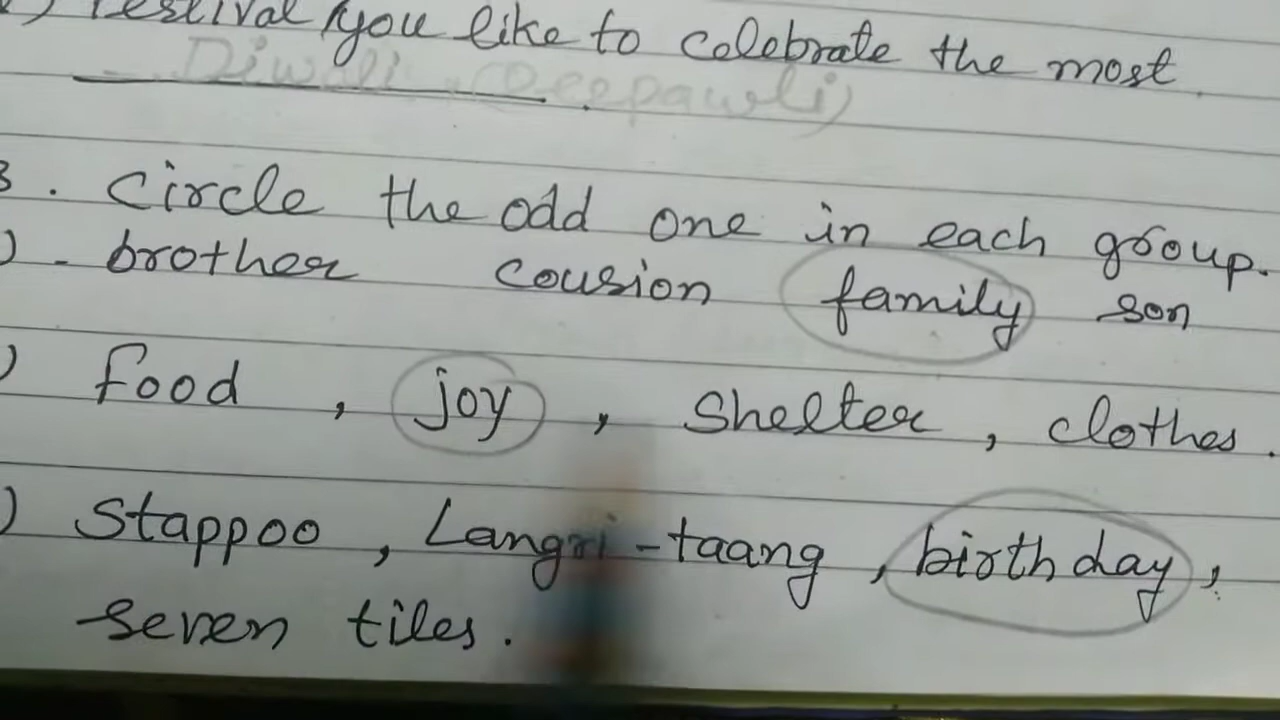 ) Festival you like to celebrate the most
Diwali (Deepawli)
3. Circle the odd one in each group.
) - brother cousion family son
) food , joy , Shelter , clothes.
) Stappoo , Langri-taang , birthday ,
seven tiles.